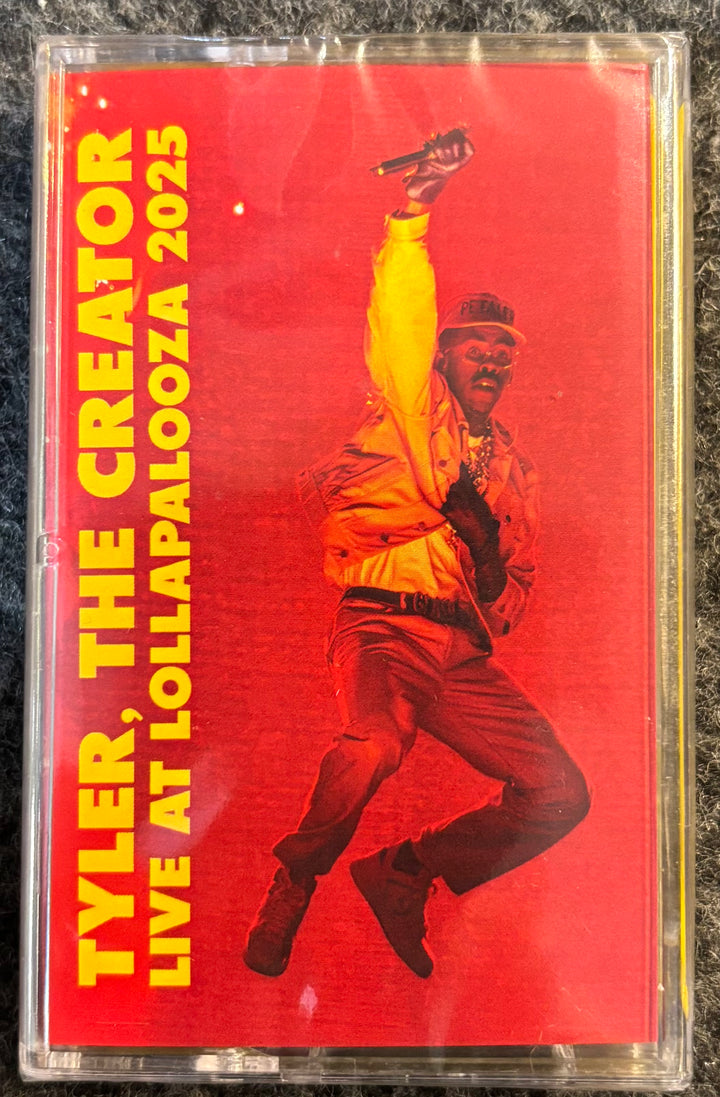 TYLER, THE CREATOR
LIVE AT LOLLAPALOOZA 2025